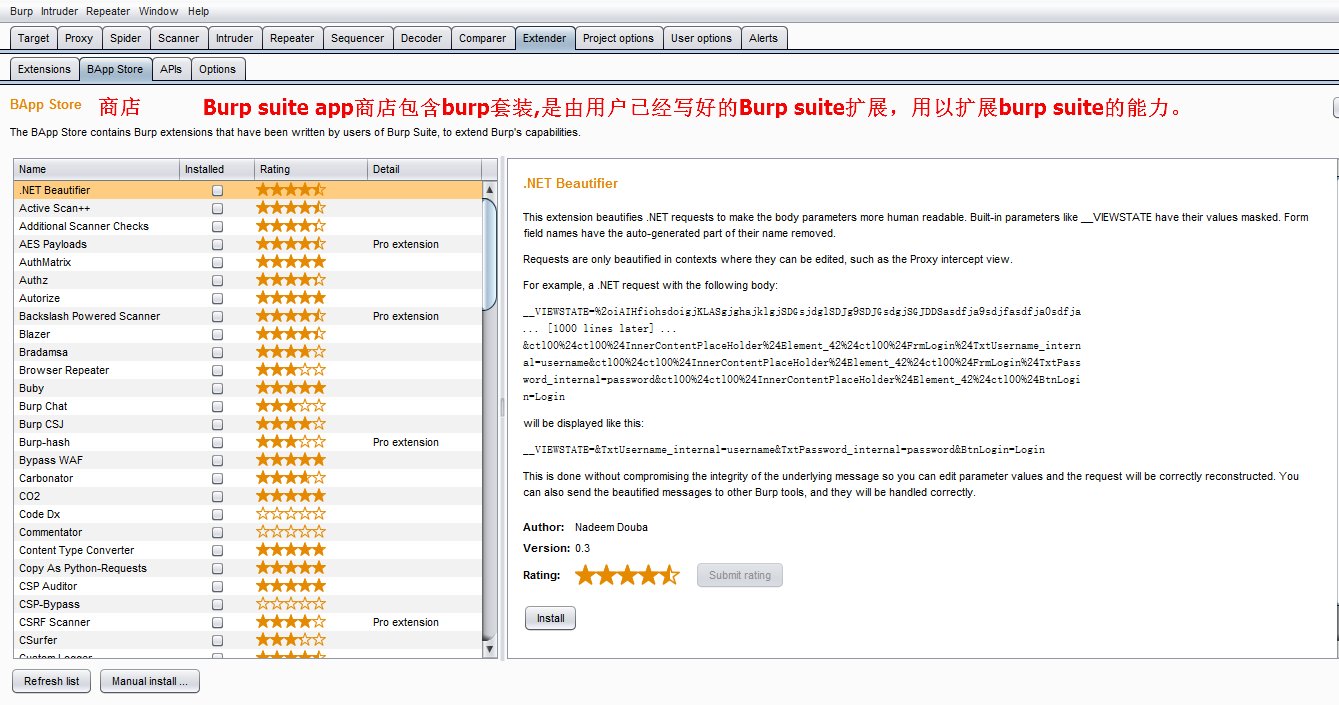 Burp Intruder Repeater Window Help
Target Proxy Spider Scanner Intruder Repeater Sequencer Decoder Comparer Extender Project options User options Alerts
Extensions BApp Store APIs Options
BApp Store 商店 Burp suite app商店包含burp套装,是由用户已经写好的Burp suite扩展，用以扩展burp suite的能力。
The BApp Store contains Burp extensions that have been written by users of Burp Suite, to extend Burp's capabilities.
Name Installed Rating Detail
.NET Beautifier
Active Scan++
Additional Scanner Checks
AES Payloads Pro extension
AuthMatrix
Authz
Autorize
Backslash Powered Scanner Pro extension
Blazer
Bradamsa
Browser Repeater
Buby
Burp Chat
Burp CSJ
Burp-hash Pro extension
Bypass WAF
Carbonator
CO2
Code Dx
Commentator
Content Type Converter
Copy As Python-Requests
CSP Auditor
CSP-Bypass
CSRF Scanner Pro extension
CSurfer
Custom Logger
Refresh list Manual install ...
.NET Beautifier
This extension beautifies .NET requests to make the body parameters more human readable. Built-in parameters like __VIEWSTATE have their values masked. Form
field names have the auto-generated part of their name removed.
Requests are only beautified in contexts where they can be edited, such as the Proxy intercept view.
For example, a .NET request with the following body:
__VIEWSTATE=%2oiAIHfiohsdoigjKLASgjghajklgjSDGsjdglSDJg9SDJGsdgjSGJDDSasdfja9sdjfasdfja0sdfja
... [1000 lines later] ...
&ctl00%24ctl00%24InnerContentPlaceHolder%24Element_42%24ctl00%24FrmLogin%24TxtUsername_intern
al=username&ctl00%24ctl00%24InnerContentPlaceHolder%24Element_42%24ctl00%24FrmLogin%24TxtPass
word_internal=password&ctl00%24ctl00%24InnerContentPlaceHolder%24Element_42%24ctl00%24BtnLogi
n=Login
will be displayed like this:
__VIEWSTATE=&TxtUsername_internal=username&TxtPassword_internal=password&BtnLogin=Login
This is done without compromising the integrity of the underlying message so you can edit parameter values and the request will be correctly reconstructed. You
can also send the beautified messages to other Burp tools, and they will be handled correctly.
Author: Nadeem Douba
Version: 0.3
Rating: Submit rating
Install